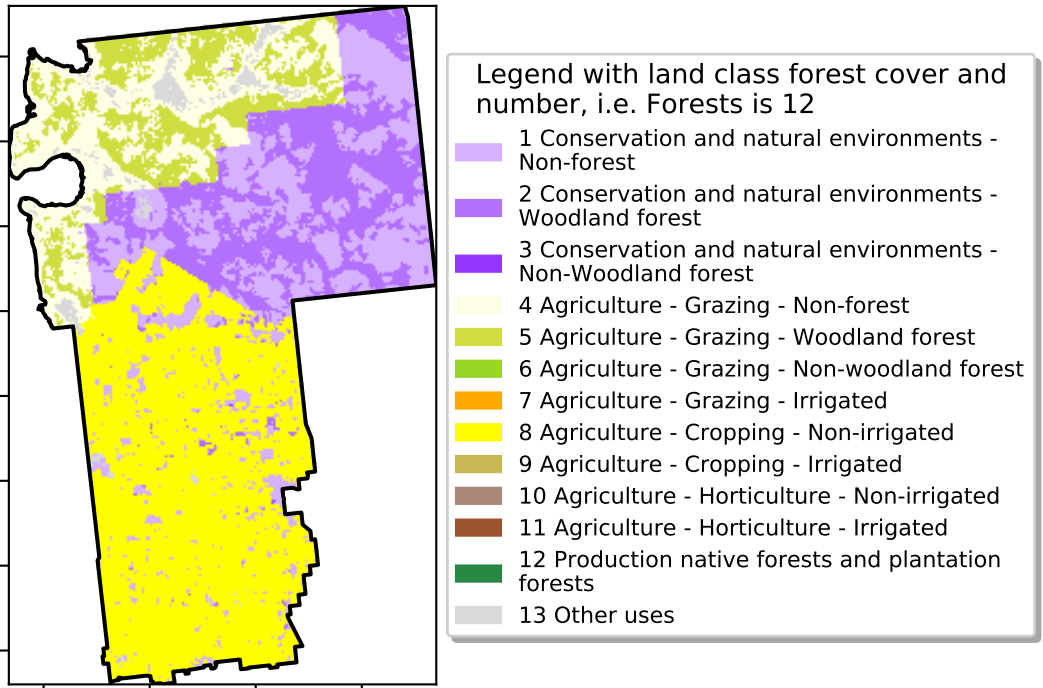 Legend with land class forest cover and
number, i.e. Forests is 12
1 Conservation and natural environments -
Non-forest
2 Conservation and natural environments -
Woodland forest
3 Conservation and natural environments -
Non-Woodland forest
4 Agriculture - Grazing - Non-forest
5 Agriculture - Grazing - Woodland forest
6 Agriculture - Grazing - Non-woodland forest
7 Agriculture - Grazing - Irrigated
8 Agriculture - Cropping - Non-irrigated
9 Agriculture - Cropping - Irrigated
10 Agriculture - Horticulture - Non-irrigated
11 Agriculture - Horticulture - Irrigated
12 Production native forests and plantation
forests
13 Other uses